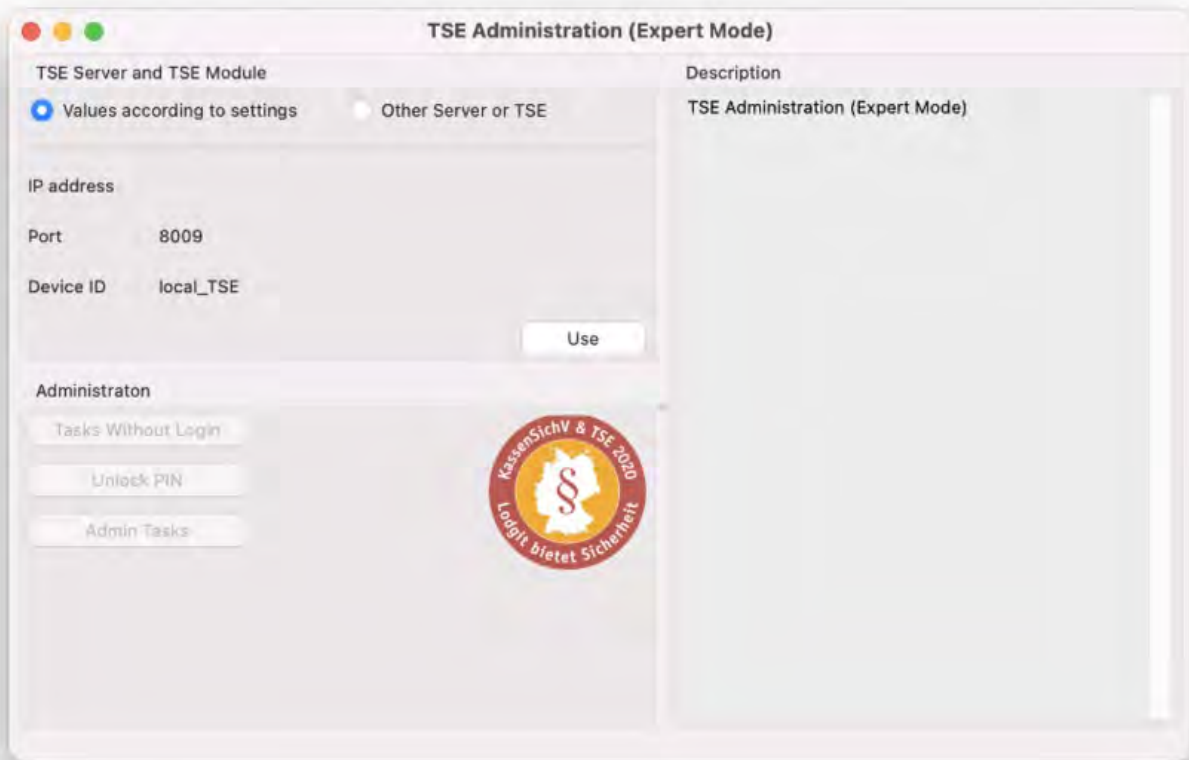 TSE Administration (Expert Mode)
TSE Server and TSE Module
Values according to settings
Other Server or TSE
IP address
Port 8009
Device ID local_TSE
Use
Administraton
Tasks Without Login
Unlock PIN
Admin Tasks
KassenSichV & TSE 2020
§
Lodgit bietet Sicherheit
Description
TSE Administration (Expert Mode)